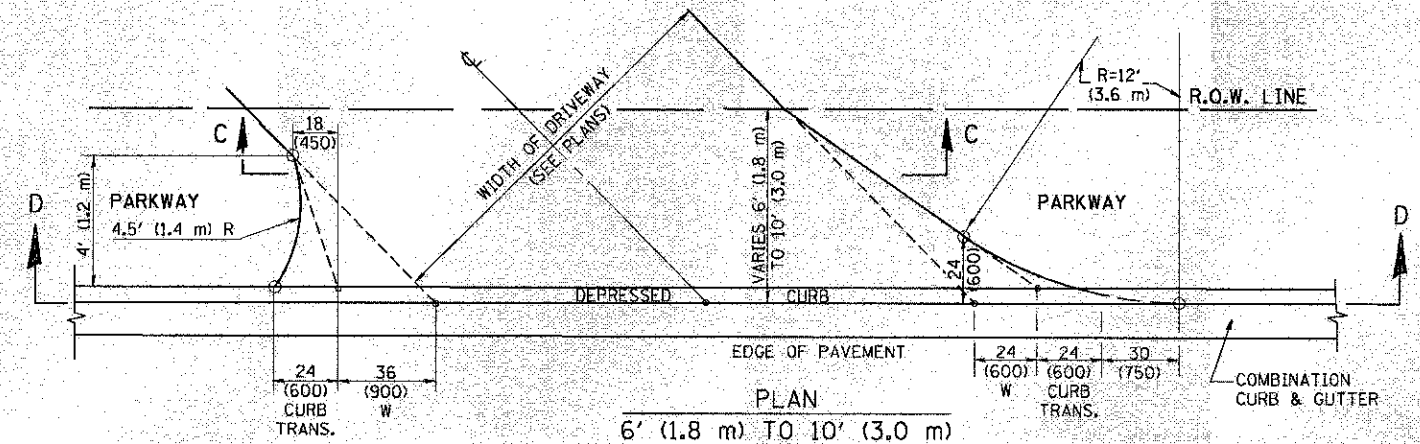 ℄
WIDTH OF DRIVEWAY
(SEE PLANS)
R=12'
(3.6 m)
R.O.W. LINE
C
18
(450)
C
4' (1.2 m)
PARKWAY
4.5' (1.4 m) R
VARIES 6' (1.8 m)
TO 10' (3.0 m)
PARKWAY
D
D
24
(600)
DEPRESSED CURB
EDGE OF PAVEMENT
24
(600)
CURB
TRANS.
36
(900)
W
24
(600)
W
24
(600)
CURB
TRANS.
30
(750)
COMBINATION
CURB & GUTTER
PLAN
6' (1.8 m) TO 10' (3.0 m)